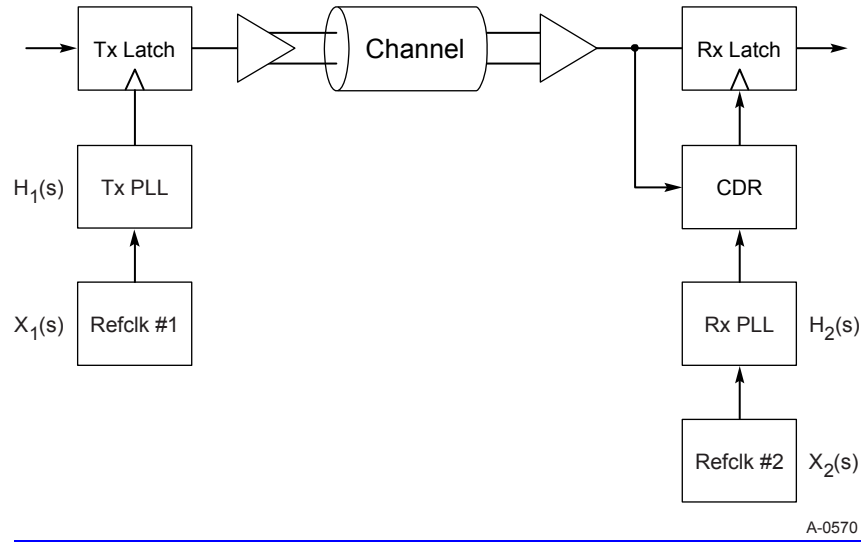 Tx Latch
Channel
Rx Latch
H1(s)
Tx PLL
CDR
X1(s)
Refclk #1
Rx PLL
H2(s)
Refclk #2
X2(s)
A-0570